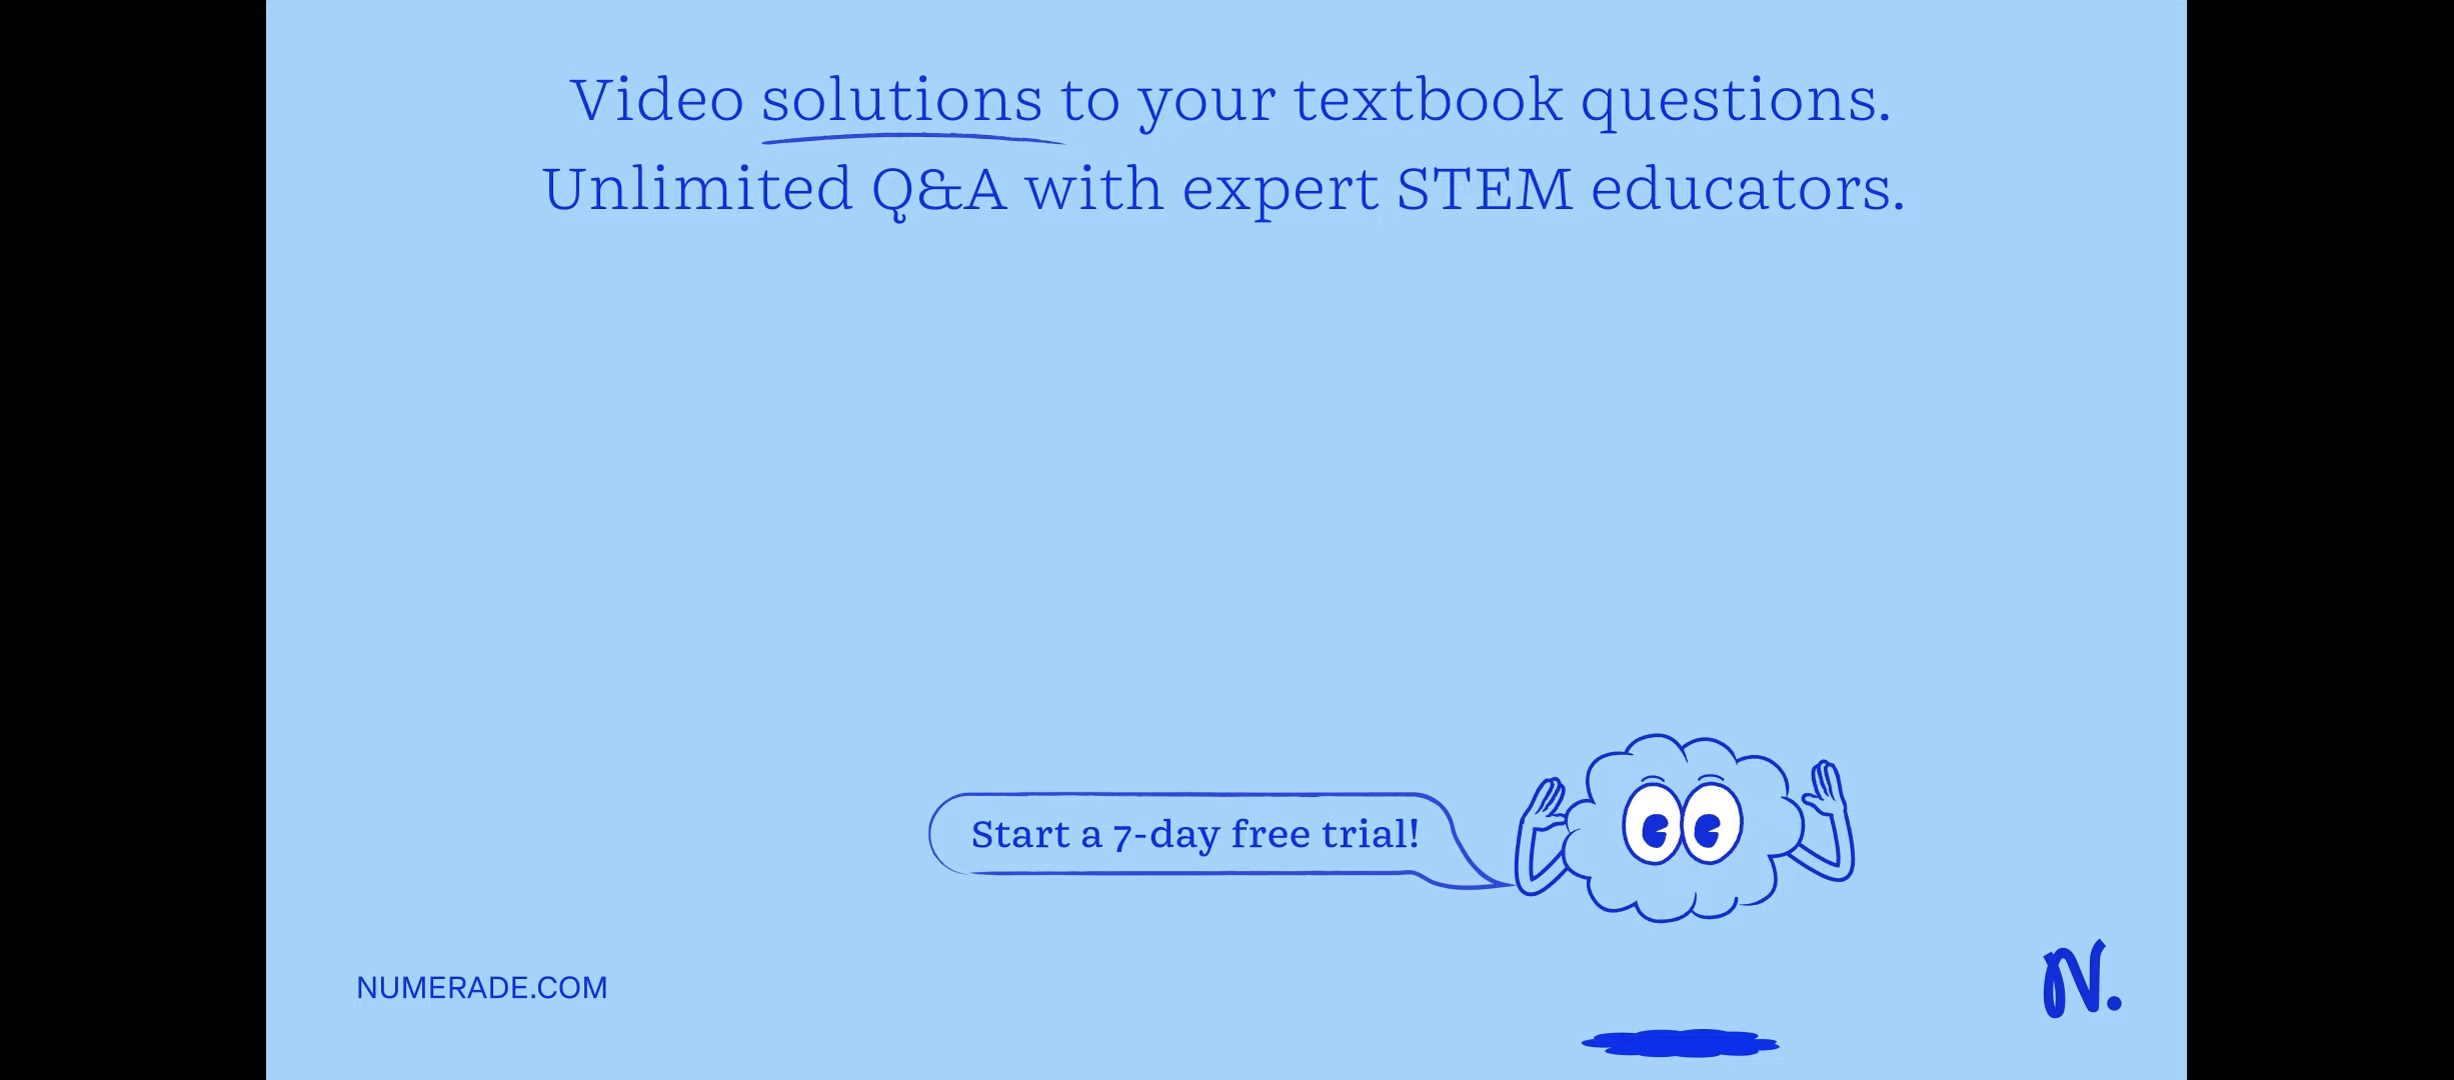 Video solutions to your textbook questions.
Unlimited Q&A with expert STEM educators.
Start a 7-day free trial!
NUMERADE.COM
N.